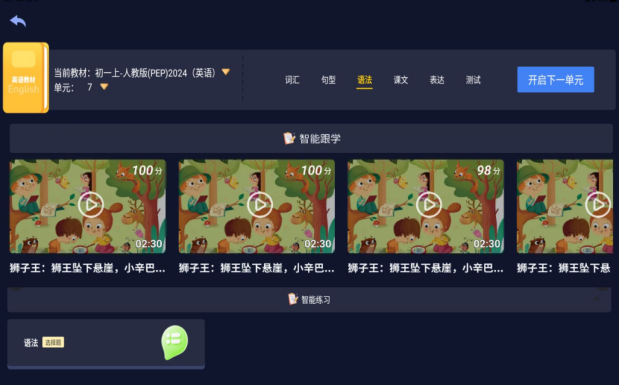 英语教材
English
当前教材：初一上-人教版(PEP)2024（英语）
单元： 7
词汇 句型 语法 课文 表达 测试
开启下一单元
智能跟学
100分 100分 98分
02:30 02:30 02:30
狮子王：狮王坠下悬崖，小辛巴... 狮子王：狮王坠下悬崖，小辛巴... 狮子王：狮王坠下悬崖，小辛巴... 狮子王：狮王坠下悬
智能练习
语法 选择题